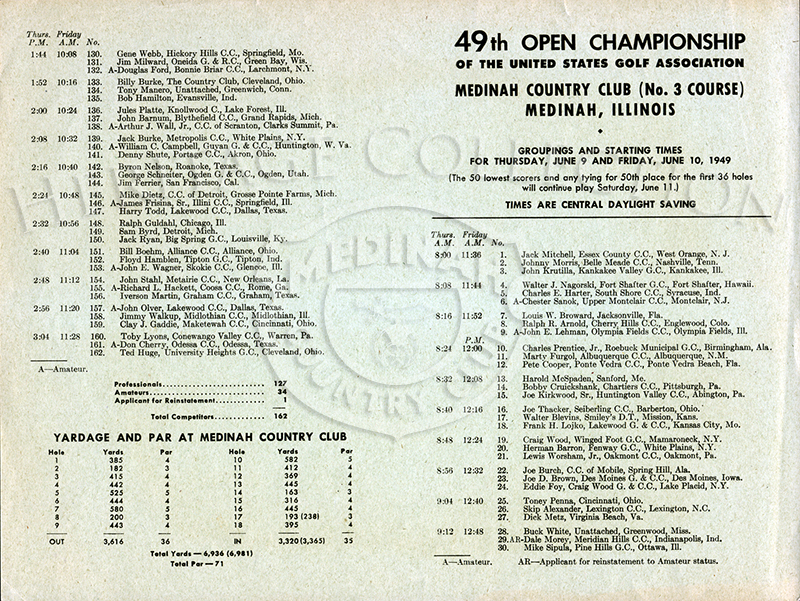 Thurs. Friday
P.M. A.M. No.
1:44 10:08 130. Gene Webb, Hickory Hills C.C., Springfield, Mo.
131. Jim Milward, Oneida G. & R.C., Green Bay, Wis.
132. A-Douglas Ford, Bonnie Briar C.C., Larchmont, N.Y.
1:52 10:16 133. Billy Burke, The Country Club, Cleveland, Ohio.
134. Tony Manero, Unattached, Greenwich, Conn.
135. Bob Hamilton, Evansville, Ind.
2:00 10:24 136. Jules Platte, Knollwood C., Lake Forest, Ill.
137. John Barnum, Blythefield C.C., Grand Rapids, Mich.
138. A-Arthur J. Wall, Jr., C.C. of Scranton, Clarks Summit, Pa.
2:08 10:32 139. Jack Burke, Metropolis C.C., White Plains, N.Y.
140. A-William C. Campbell, Guyan G. & C.C., Huntington, W. Va.
141. Denny Shute, Portage C.C., Akron, Ohio.
2:16 10:40 142. Byron Nelson, Roanoke, Texas.
143. George Schneiter, Ogden G. & C.C., Ogden, Utah.
144. Jim Ferrier, San Francisco, Cal.
2:24 10:48 145. Mike Dietz, C.C. of Detroit, Grosse Pointe Farms, Mich.
146. A-James Frisina, Sr., Illini C.C., Springfield, Ill.
147. Harry Todd, Lakewood C.C., Dallas, Texas.
2:32 10:56 148. Ralph Guldahl, Chicago, Ill.
149. Sam Byrd, Detroit, Mich.
150. Jack Ryan, Big Spring G.C., Louisville, Ky.
2:40 11:04 151. Bill Boehm, Alliance C.C., Alliance, Ohio.
152. Floyd Hamblen, Tipton G.C., Tipton, Ind.
153. A-John E. Wagner, Skokie C.C., Glencoe, Ill.
2:48 11:12 154. John Stahl, Metairie C.C., New Orleans, La.
155. A-Richard L. Hackett, Coosa C.C., Rome, Ga.
156. Iverson Martin, Graham C.C., Graham, Texas.
2:56 11:20 157. A-John Olver, Lakewood C.C., Dallas, Texas.
158. Jimmy Walkup, Midlothian C.C., Midlothian, Ill.
159. Clay J. Gaddie, Maketewah C.C., Cincinnati, Ohio.
3:04 11:28 160. Toby Lyons, Conewango Valley C.C., Warren, Pa.
161. A-Don Cherry, Odessa C.C., Odessa, Texas.
162. Ted Huge, University Heights G.C., Cleveland, Ohio.
A—Amateur.
Professionals 127
Amateurs 34
Applicant for Reinstatement 1
Total Competitors 162
YARDAGE AND PAR AT MEDINAH COUNTRY CLUB
Hole Yards Par Hole Yards Par
1 385 4 10 582 5
2 182 3 11 412 4
3 415 4 12 369 4
4 442 4 13 445 4
5 525 5 14 163 3
6 444 4 15 316 4
7 580 5 16 445 4
8 200 3 17 193 (238) 3
9 443 4 18 395 4
OUT 3,616 36 IN 3,320 (3,365) 35
Total Yards — 6,936 (6,981)
Total Par — 71
49th OPEN CHAMPIONSHIP
OF THE UNITED STATES GOLF ASSOCIATION
MEDINAH COUNTRY CLUB (No. 3 COURSE)
MEDINAH, ILLINOIS
GROUPINGS AND STARTING TIMES
FOR THURSDAY, JUNE 9 AND FRIDAY, JUNE 10, 1949
(The 50 lowest scorers and any tying for 50th place for the first 36 holes
will continue play Saturday, June 11.)
TIMES ARE CENTRAL DAYLIGHT SAVING
Thurs. Friday
A.M. A.M. No.
8:00 11:36 1. Jack Mitchell, Essex County C.C., West Orange, N. J.
2. Johnny Morris, Belle Meade C.C., Nashville, Tenn.
3. John Krutilla, Kankakee Valley G.C., Kankakee, Ill.
8:08 11:44 4. Walter J. Nagorski, Fort Shafter G.C., Fort Shafter, Hawaii.
5. Charles E. Harter, South Shore C.C., Syracuse, Ind.
6. A-Chester Sanok, Upper Montclair C.C., Montclair, N.J.
8:16 11:52 7. Louis W. Broward, Jacksonville, Fla.
8. Ralph R. Arnold, Cherry Hills C.C., Englewood, Colo.
9. A-John E. Lehman, Olympia Fields C.C., Olympia Fields, Ill.
P.M.
8:24 12:00 10. Charles Prentice, Jr., Roebuck Municipal G.C., Birmingham, Ala.
11. Marty Furgol, Albuquerque C.C., Albuquerque, N.M.
12. Pete Cooper, Ponte Vedra C.C., Ponte Vedra Beach, Fla.
8:32 12:08 13. Harold McSpaden, Sanford, Me.
14. Bobby Cruickshank, Chartiers C.C., Pittsburgh, Pa.
15. Joe Kirkwood, Sr., Huntington Valley C.C., Abington, Pa.
8:40 12:16 16. Joe Thacker, Seiberling C.C., Barberton, Ohio.
17. Walter Blevins, Smiley's D.T., Mission, Kans.
18. Frank H. Lojko, Lakewood G. & C.C., Kansas City, Mo.
8:48 12:24 19. Craig Wood, Winged Foot G.C., Mamaroneck, N.Y.
20. Herman Barron, Fenway G.C., White Plains, N.Y.
21. Lewis Worsham, Jr., Oakmont C.C., Oakmont, Pa.
8:56 12:32 22. Joe Burch, C.C. of Mobile, Spring Hill, Ala.
23. Joe D. Brown, Des Moines G. & C.C., Des Moines, Iowa.
24. Eddie Foy, Craig Wood G. & C.C., Lake Placid, N.Y.
9:04 12:40 25. Toney Penna, Cincinnati, Ohio.
26. Skip Alexander, Lexington C.C., Lexington, N.C.
27. Dick Metz, Virginia Beach, Va.
9:12 12:48 28. Buck White, Unattached, Greenwood, Miss.
29. AR-Dale Morey, Meridian Hills C.C., Indianapolis, Ind.
30. Mike Sipula, Pine Hills G.C., Ottawa, Ill.
A—Amateur. AR—Applicant for reinstatement to Amateur status.
MEDINAH
COUNTRY CLUB